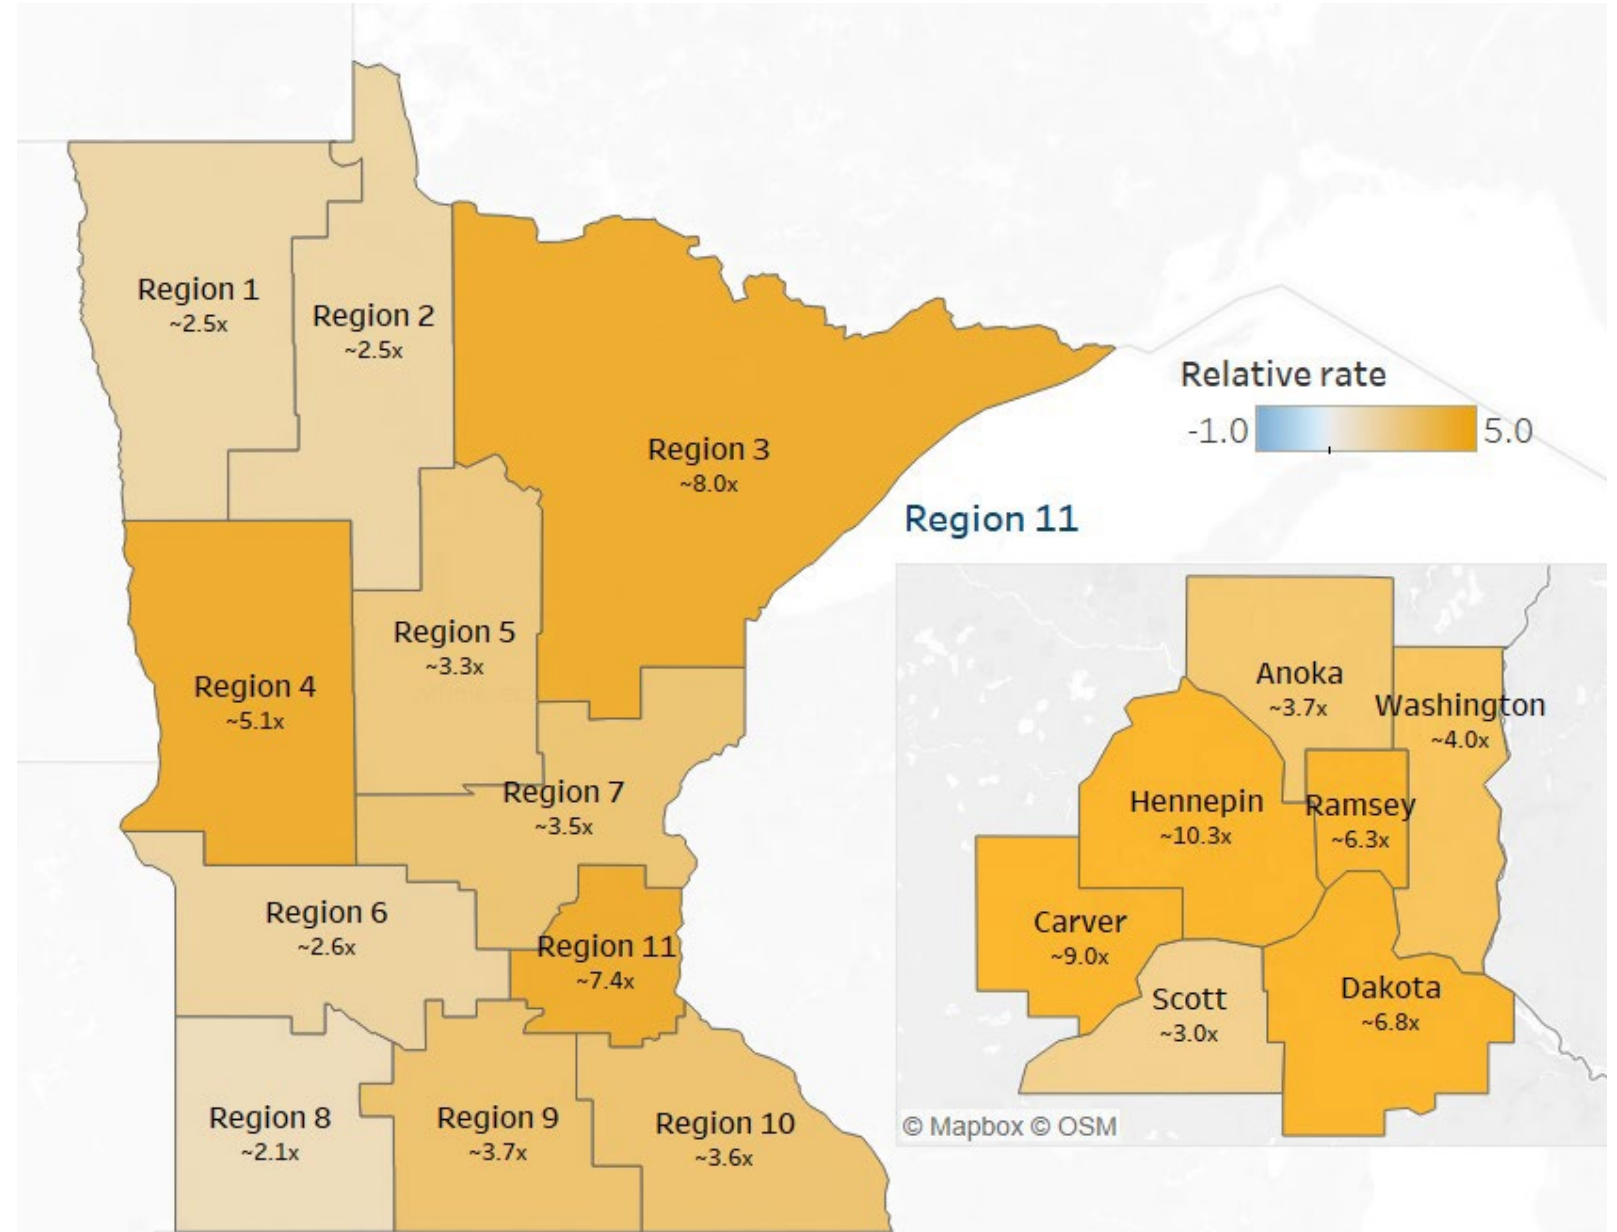 Region 1
~2.5x
Region 2
~2.5x
Region 3
~8.0x
Relative rate
-1.0
5.0
Region 4
~5.1x
Region 5
~3.3x
Region 6
~2.6x
Region 7
~3.5x
Region 11
~7.4x
Region 8
~2.1x
Region 9
~3.7x
Region 10
~3.6x
Region 11
Anoka
~3.7x
Washington
~4.0x
Hennepin
~10.3x
Ramsey
~6.3x
Carver
~9.0x
Scott
~3.0x
Dakota
~6.8x
© Mapbox © OSM